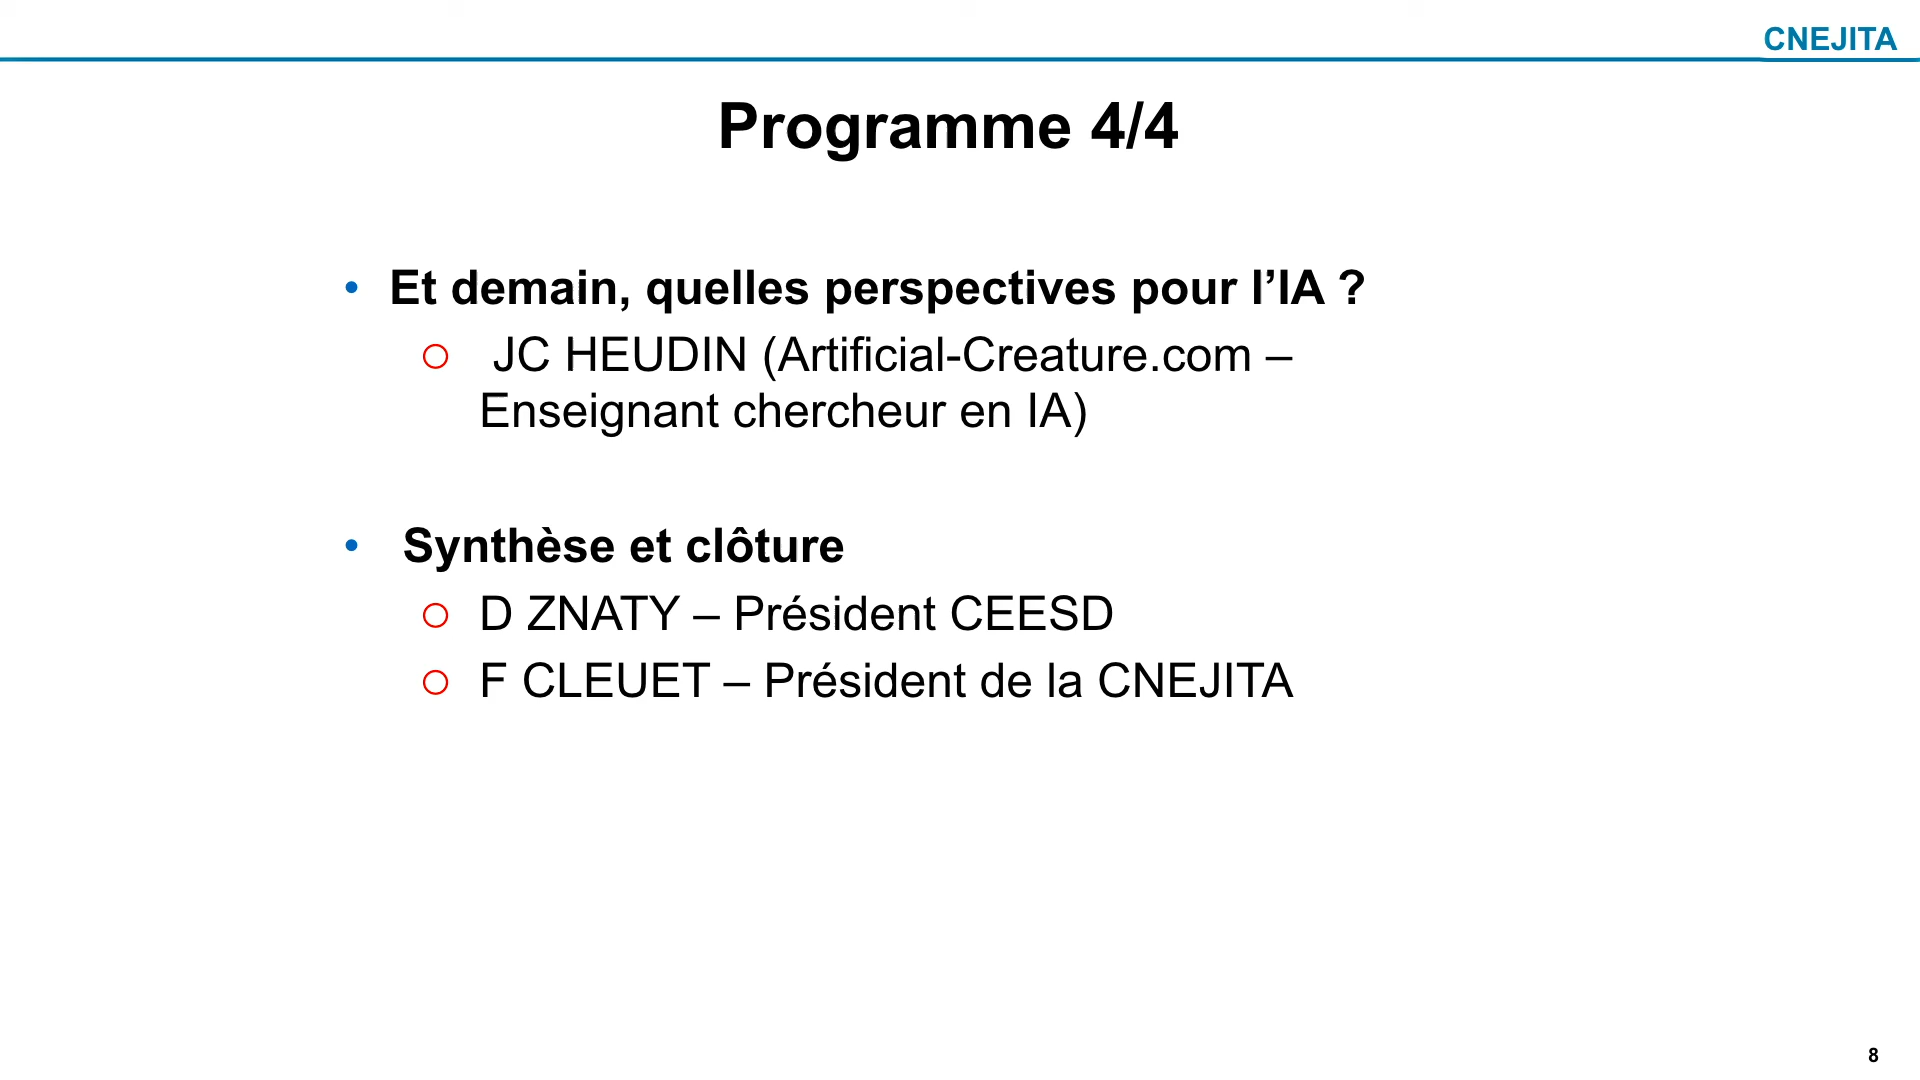 CNEJITA
Programme 4/4
• Et demain, quelles perspectives pour l’IA ?
○ JC HEUDIN (Artificial-Creature.com –
Enseignant chercheur en IA)
• Synthèse et clôture
○ D ZNATY – Président CEESD
○ F CLEUET – Président de la CNEJITA
8